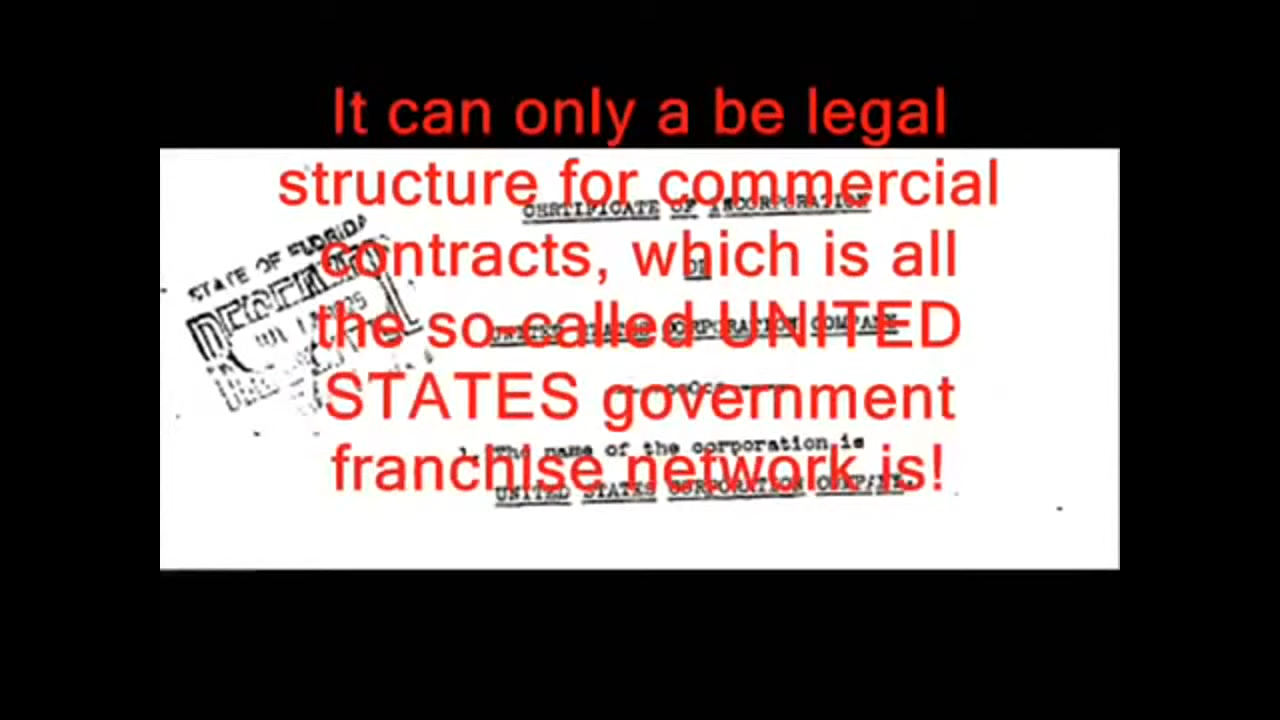 It can only a be legal
structure for commercial
CERTIFICATE OF INCORPORATION
STATE OF FLORIDA
contracts, which is all
OF
the so-called UNITED
UNITED STATES CORPORATION COMPANY
STATES government
1. The name of the corporation is
franchise network is!
UNITED STATES CORPORATION COMPANY.